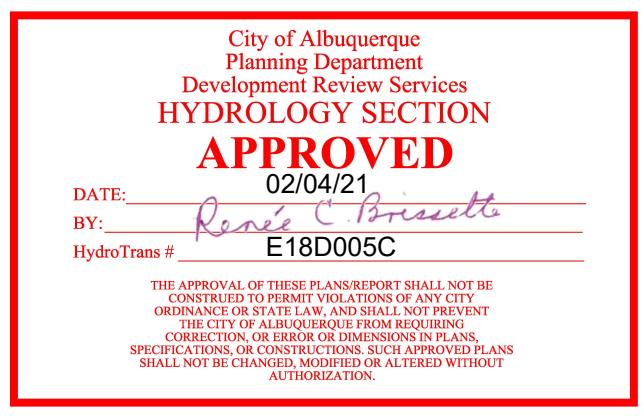 City of Albuquerque
Planning Department
Development Review Services
HYDROLOGY SECTION
APPROVED
DATE: 02/04/21
BY: Renée C. Brissette
HydroTrans # E18D005C
THE APPROVAL OF THESE PLANS/REPORT SHALL NOT BE
CONSTRUED TO PERMIT VIOLATIONS OF ANY CITY
ORDINANCE OR STATE LAW, AND SHALL NOT PREVENT
THE CITY OF ALBUQUERQUE FROM REQUIRING
CORRECTION, OR ERROR OR DIMENSIONS IN PLANS,
SPECIFICATIONS, OR CONSTRUCTIONS. SUCH APPROVED PLANS
SHALL NOT BE CHANGED, MODIFIED OR ALTERED WITHOUT
AUTHORIZATION.